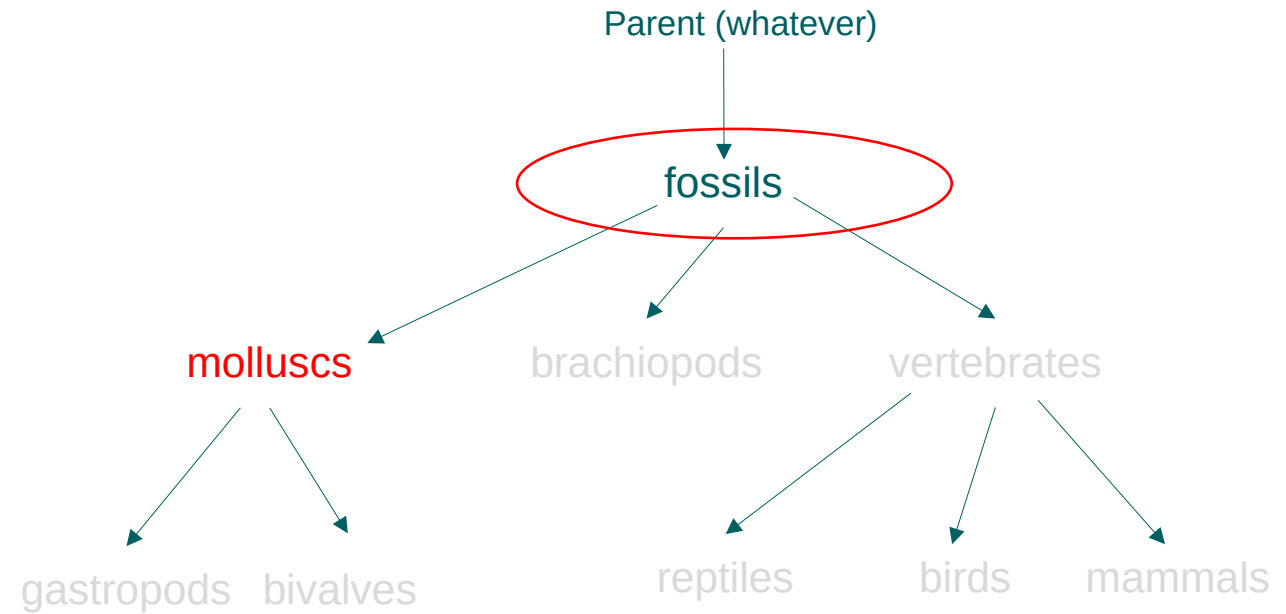 Parent (whatever)
fossils
molluscs
brachiopods
vertebrates
gastropods
bivalves
reptiles
birds
mammals